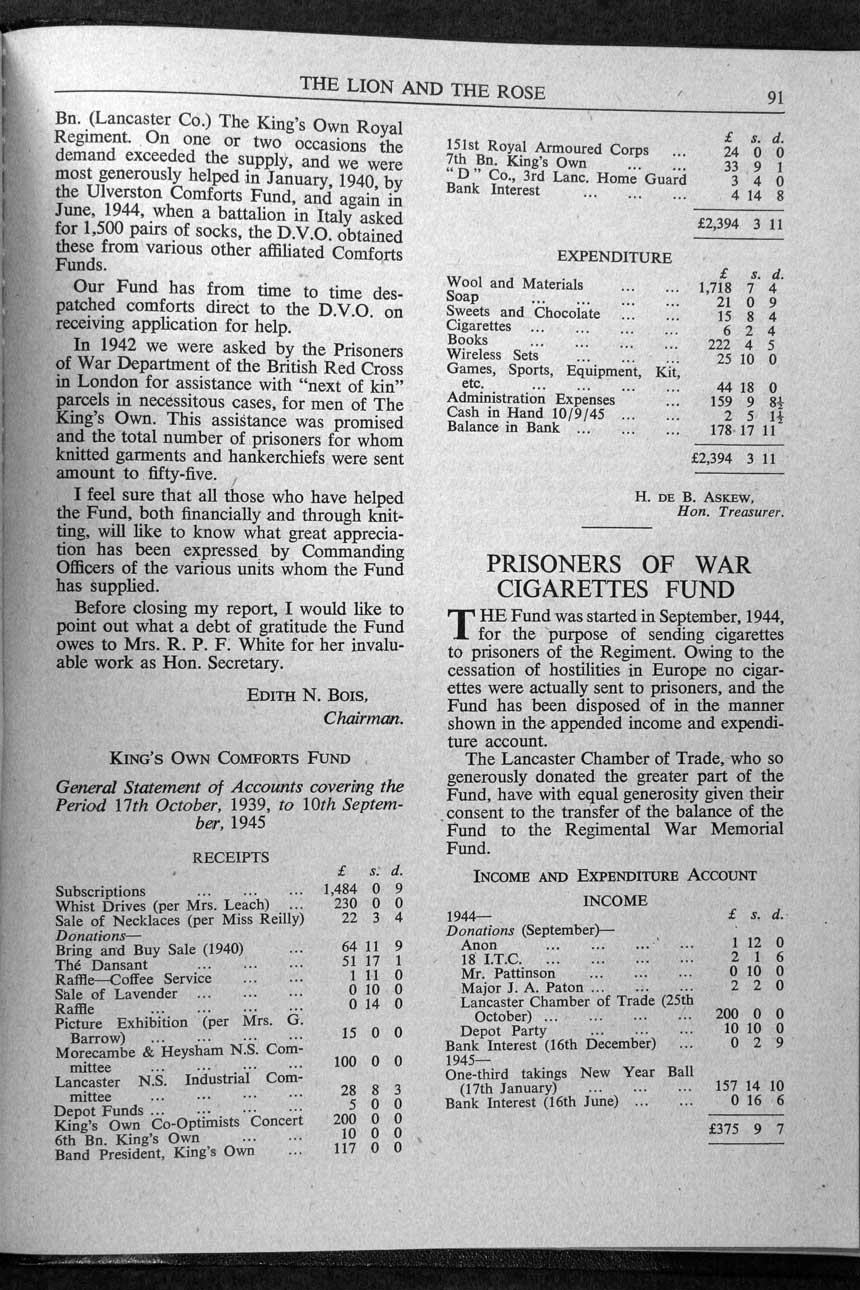 THE LION AND THE ROSE
91
Bn. (Lancaster Co.) The King's Own Royal
Regiment. On one or two occasions the
demand exceeded the supply, and we were
most generously helped in January, 1940, by
the Ulverston Comforts Fund, and again in
June, 1944, when a battalion in Italy asked
for 1,500 pairs of socks, the D.V.O. obtained
these from various other affiliated Comforts
Funds.
Our Fund has from time to time des-
patched comforts direct to the D.V.O. on
receiving application for help.
In 1942 we were asked by the Prisoners
of War Department of the British Red Cross
in London for assistance with "next of kin"
parcels in necessitous cases, for men of The
King's Own. This assistance was promised
and the total number of prisoners for whom
knitted garments and hankerchiefs were sent
amount to fifty-five.
I feel sure that all those who have helped
the Fund, both financially and through knit-
ting, will like to know what great apprecia-
tion has been expressed by Commanding
Officers of the various units whom the Fund
has supplied.
Before closing my report, I would like to
point out what a debt of gratitude the Fund
owes to Mrs. R. P. F. White for her invalu-
able work as Hon. Secretary.
EDITH N. BOIS,
Chairman.
KING'S OWN COMFORTS FUND
General Statement of Accounts covering the
Period 17th October, 1939, to 10th Septem-
ber, 1945
RECEIPTS
£ s. d.
Subscriptions ... ... ... 1,484 0 9
Whist Drives (per Mrs. Leach) ... 230 0 0
Sale of Necklaces (per Miss Reilly) 22 3 4
Donations—
Bring and Buy Sale (1940) ... 64 11 9
Thé Dansant ... ... ... 51 17 1
Raffle—Coffee Service ... ... 1 11 0
Sale of Lavender ... ... ... 0 10 0
Raffle ... ... ... ... 0 14 0
Picture Exhibition (per Mrs. G.
Barrow) ... ... ... ... 15 0 0
Morecambe & Heysham N.S. Com-
mittee ... ... ... ... 100 0 0
Lancaster N.S. Industrial Com-
mittee ... ... ... ... 28 8 3
Depot Funds ... ... ... ... 5 0 0
King's Own Co-Optimists Concert 200 0 0
6th Bn. King's Own ... ... 10 0 0
Band President, King's Own ... 117 0 0
£ s. d.
151st Royal Armoured Corps ... 24 0 0
7th Bn. King's Own ... ... 33 9 1
"D" Co., 3rd Lanc. Home Guard 3 4 0
Bank Interest ... ... ... 4 14 8
£2,394 3 11
EXPENDITURE
£ s. d.
Wool and Materials ... ... 1,718 7 4
Soap ... ... ... ... 21 0 9
Sweets and Chocolate ... ... 15 8 4
Cigarettes ... ... ... ... 6 2 4
Books ... ... ... ... 222 4 5
Wireless Sets ... ... ... 25 10 0
Games, Sports, Equipment, Kit,
etc. ... ... ... ... 44 18 0
Administration Expenses ... 159 9 8½
Cash in Hand 10/9/45 ... ... 2 5 1½
Balance in Bank ... ... ... 178 17 11
£2,394 3 11
H. DE B. ASKEW,
Hon. Treasurer.
PRISONERS OF WAR
CIGARETTES FUND
THE Fund was started in September, 1944,
for the purpose of sending cigarettes
to prisoners of the Regiment. Owing to the
cessation of hostilities in Europe no cigar-
ettes were actually sent to prisoners, and the
Fund has been disposed of in the manner
shown in the appended income and expendi-
ture account.
The Lancaster Chamber of Trade, who so
generously donated the greater part of the
Fund, have with equal generosity given their
consent to the transfer of the balance of the
Fund to the Regimental War Memorial
Fund.
INCOME AND EXPENDITURE ACCOUNT
INCOME
1944— £ s. d.
Donations (September)—
Anon ... ... ... ... 1 12 0
18 I.T.C. ... ... ... ... 2 1 6
Mr. Pattinson ... ... ... 0 10 0
Major J. A. Paton ... ... ... 2 2 0
Lancaster Chamber of Trade (25th
October) ... ... ... ... 200 0 0
Depot Party ... ... ... 10 10 0
Bank Interest (16th December) ... 0 2 9
1945—
One-third takings New Year Ball
(17th January) ... ... ... 157 14 10
Bank Interest (16th June) ... ... 0 16 6
£375 9 7